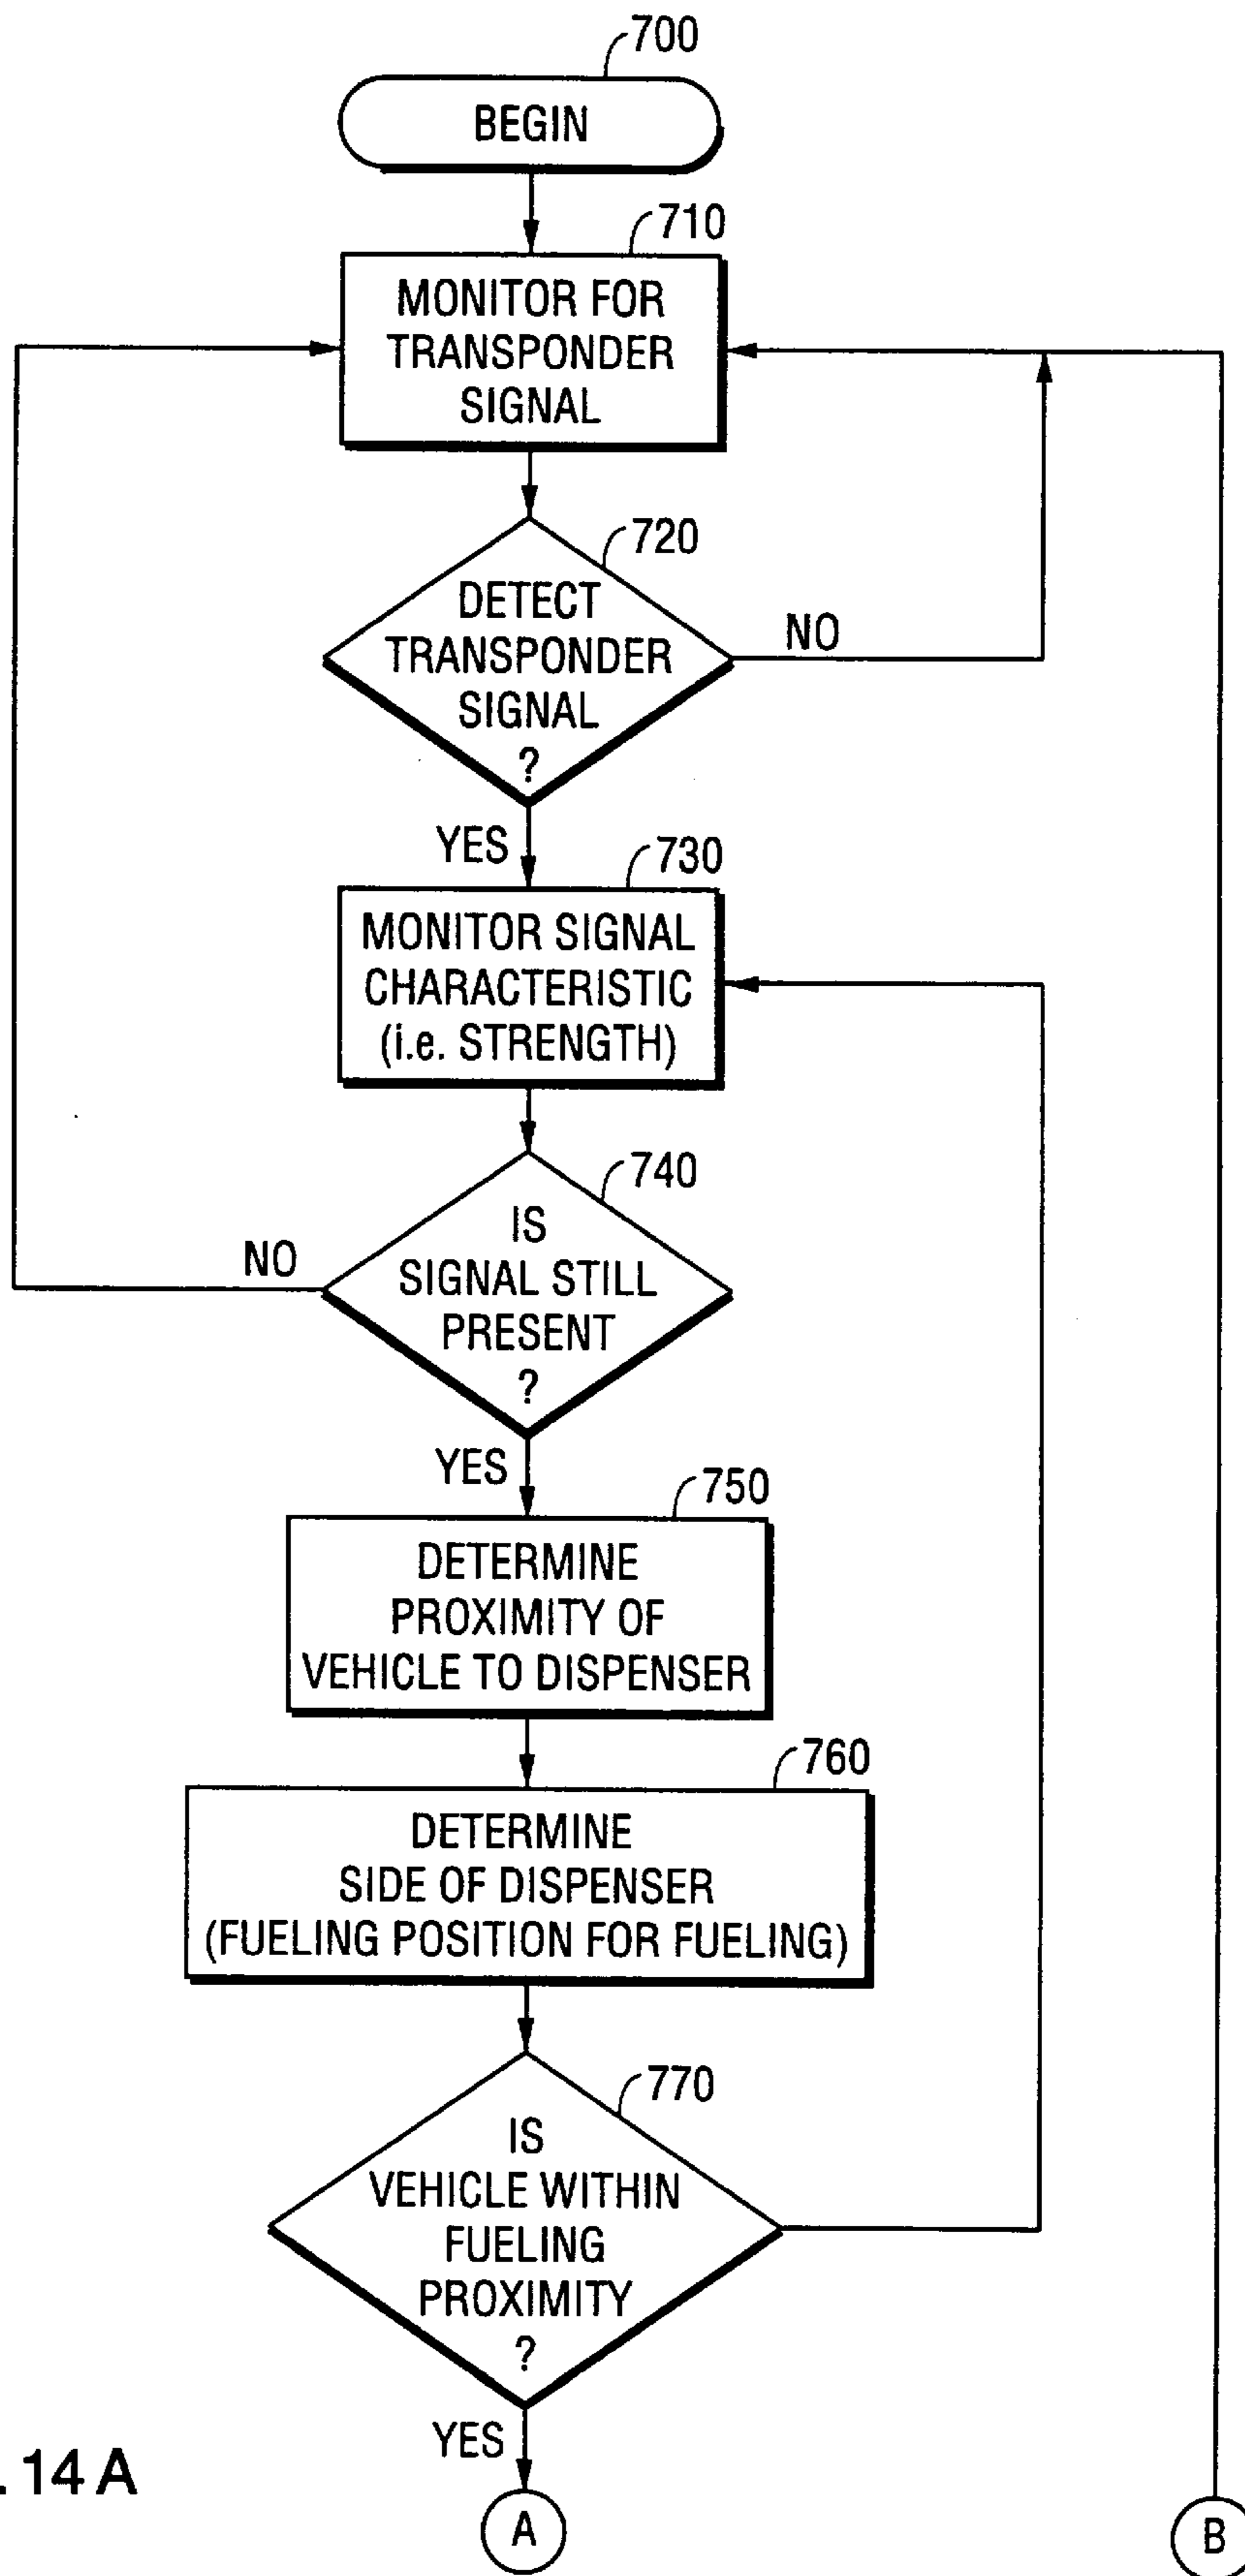 700
BEGIN
710
MONITOR FOR
TRANSPONDER
SIGNAL
720
DETECT
TRANSPONDER
SIGNAL
?
NO
YES
730
MONITOR SIGNAL
CHARACTERISTIC
(i.e. STRENGTH)
740
IS
SIGNAL STILL
PRESENT
?
NO
YES
750
DETERMINE
PROXIMITY OF
VEHICLE TO DISPENSER
760
DETERMINE
SIDE OF DISPENSER
(FUELING POSITION FOR FUELING)
770
IS
VEHICLE WITHIN
FUELING
PROXIMITY
?
YES
. 14A
A
B